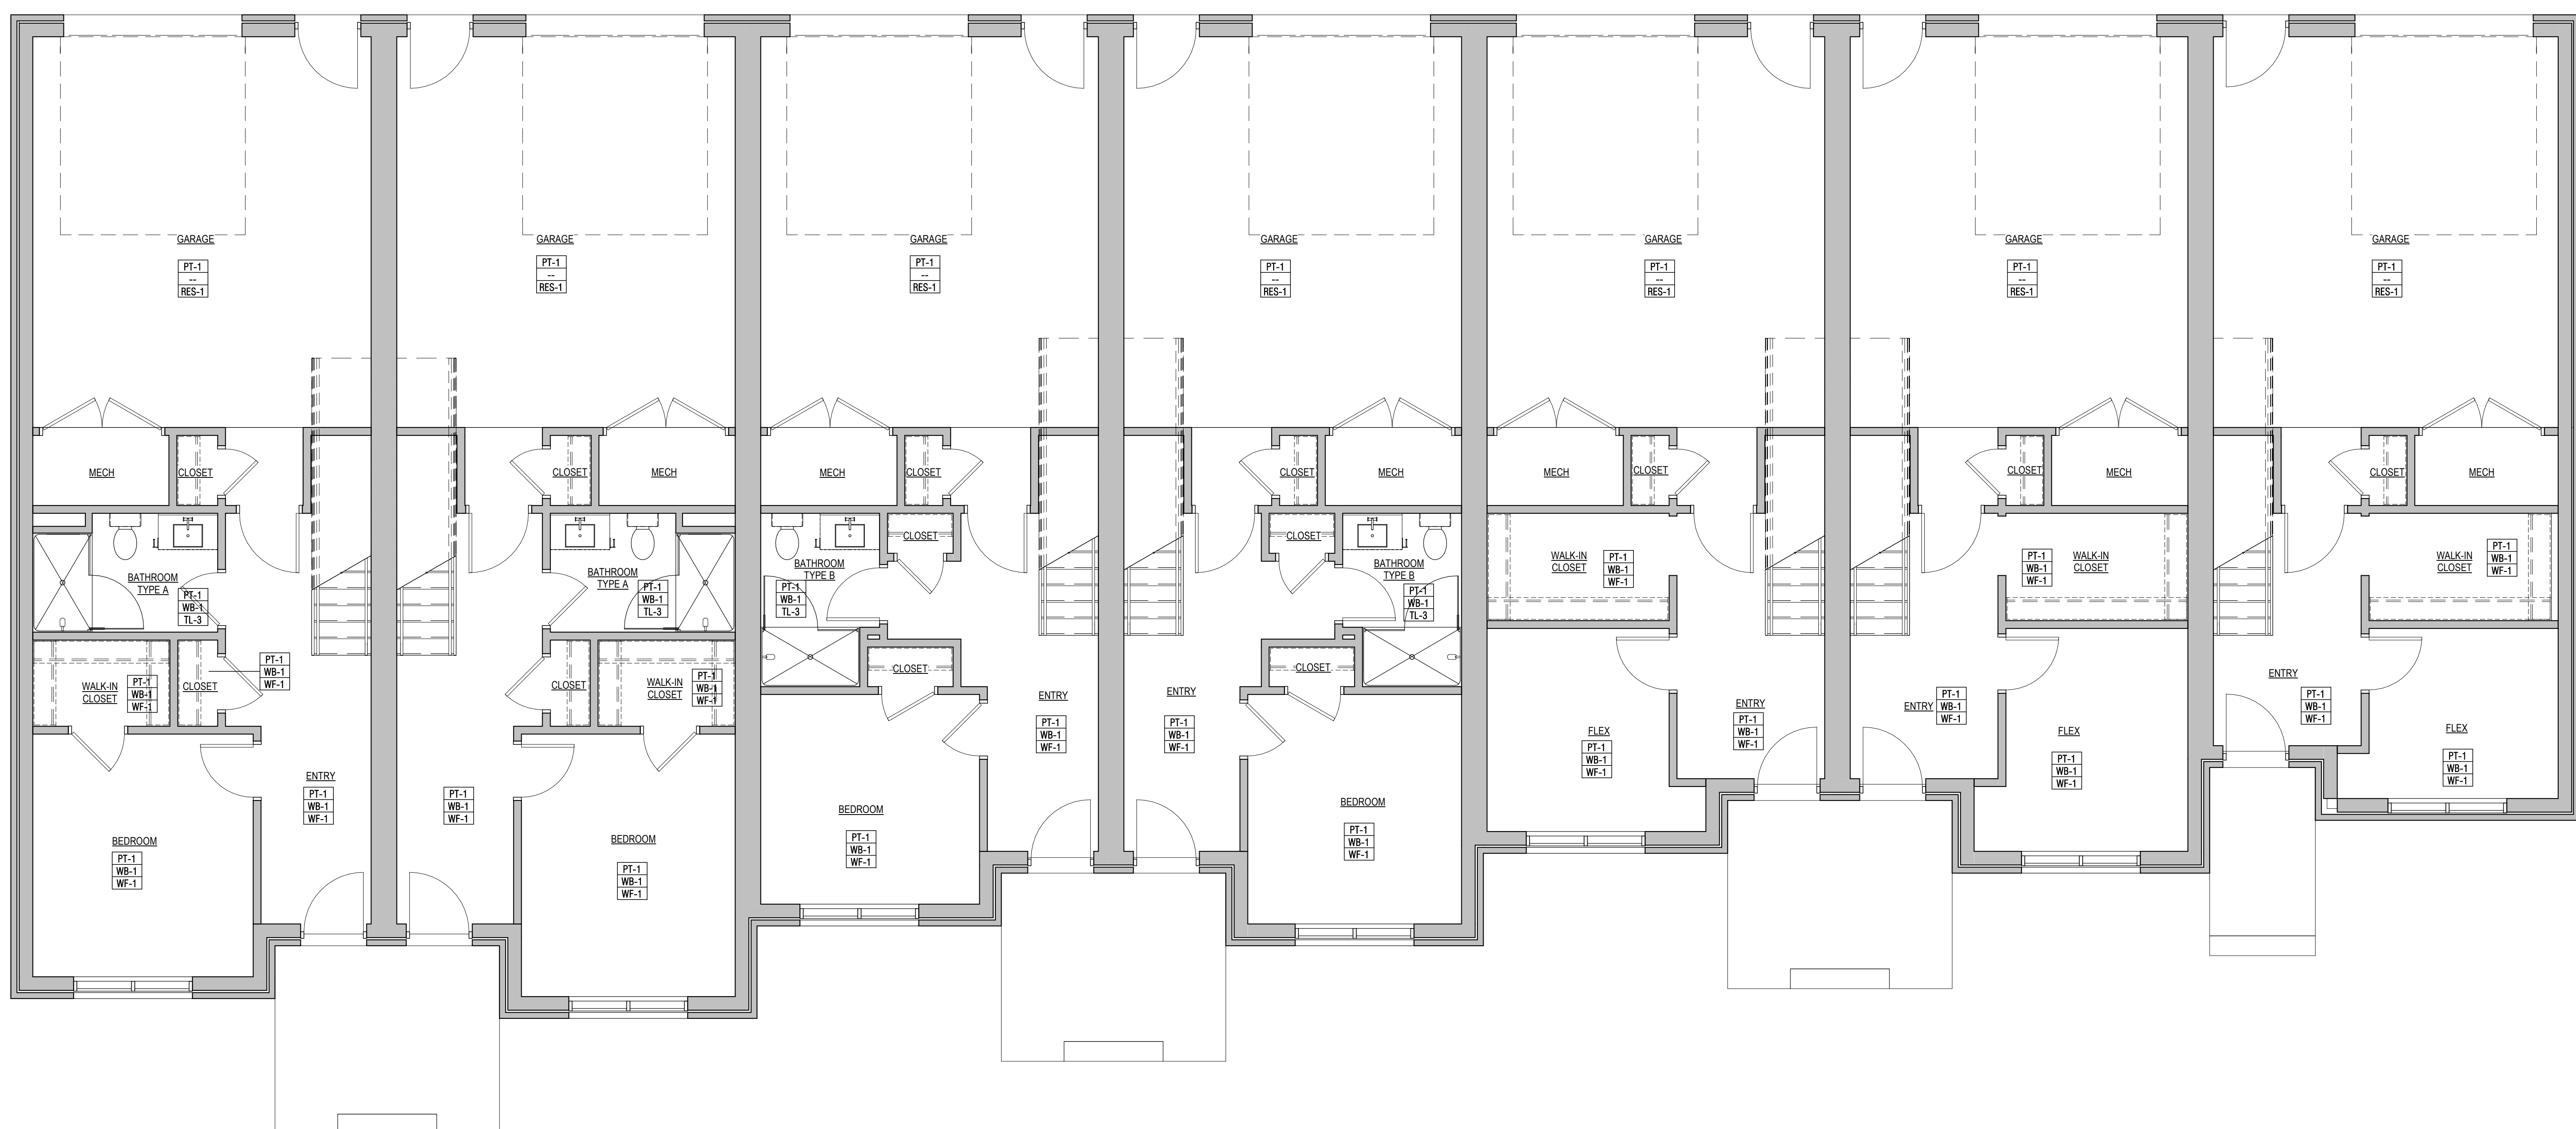 GARAGE
PT-1
--
RES-1
GARAGE
PT-1
--
RES-1
GARAGE
PT-1
--
RES-1
GARAGE
PT-1
--
RES-1
GARAGE
PT-1
--
RES-1
GARAGE
PT-1
--
RES-1
GARAGE
PT-1
--
RES-1
MECH
CLOSET
CLOSET
MECH
MECH
CLOSET
CLOSET
MECH
MECH
CLOSET
CLOSET
MECH
CLOSET
MECH
BATHROOM
TYPE A
PT-1
WB-1
TL-3
BATHROOM
TYPE A
PT-1
WB-1
TL-3
CLOSET
BATHROOM
TYPE B
PT-1
WB-1
TL-3
CLOSET
BATHROOM
TYPE B
PT-1
WB-1
TL-3
WALK-IN
CLOSET
PT-1
WB-1
WF-1
PT-1
WB-1
WF-1
WALK-IN
CLOSET
WALK-IN
CLOSET
PT-1
WB-1
WF-1
WALK-IN
CLOSET
PT-1
WB-1
WF-1
CLOSET
PT-1
WB-1
WF-1
CLOSET
WALK-IN
CLOSET
PT-1
WB-1
WF-1
CLOSET
CLOSET
ENTRY
PT-1
WB-1
WF-1
ENTRY
PT-1
WB-1
WF-1
ENTRY
PT-1
WB-1
WF-1
ENTRY
PT-1
WB-1
WF-1
ENTRY
PT-1
WB-1
WF-1
FLEX
PT-1
WB-1
WF-1
FLEX
PT-1
WB-1
WF-1
FLEX
PT-1
WB-1
WF-1
ENTRY
PT-1
WB-1
WF-1
PT-1
WB-1
WF-1
BEDROOM
PT-1
WB-1
WF-1
BEDROOM
PT-1
WB-1
WF-1
BEDROOM
PT-1
WB-1
WF-1
BEDROOM
PT-1
WB-1
WF-1